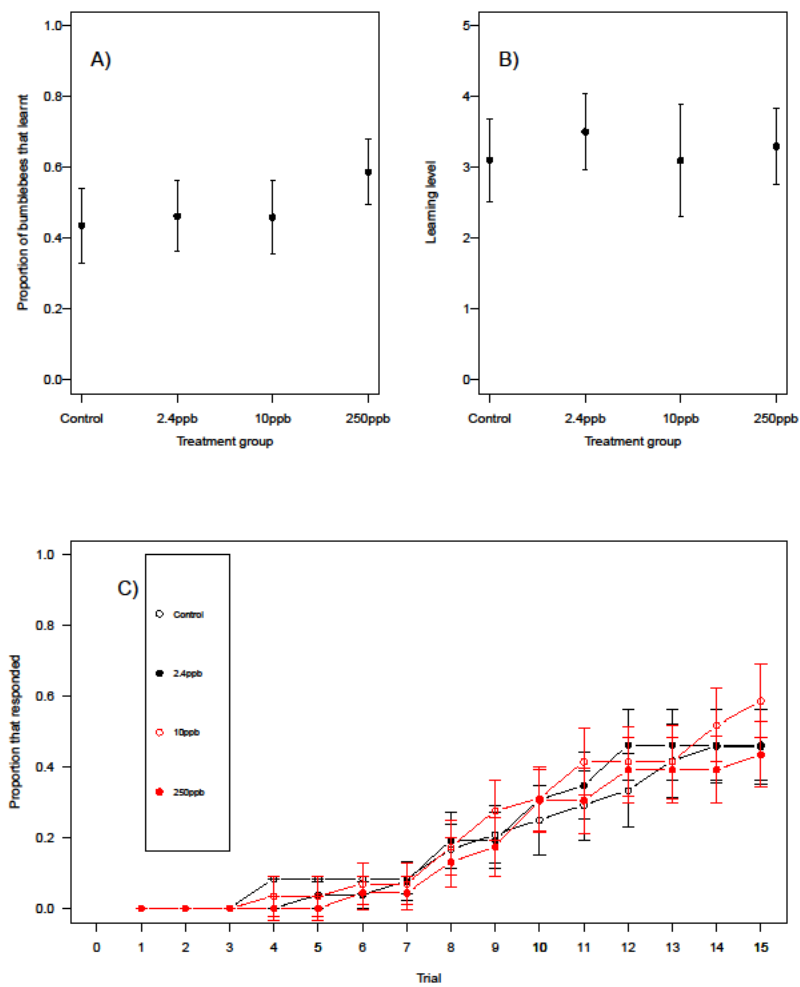 A)
Proportion of bumblebees that learnt
1.0
0.8
0.6
0.4
0.2
0.0
Control 2.4ppb 10ppb 250ppb
Treatment group
B)
Learning level
5
4
3
2
1
0
Control 2.4ppb 10ppb 250ppb
Treatment group
C)
Proportion that responded
1.0
0.8
0.6
0.4
0.2
0.0
Control
2.4ppb
10ppb
250ppb
0 1 2 3 4 5 6 7 8 9 10 11 12 13 14 15
Trial